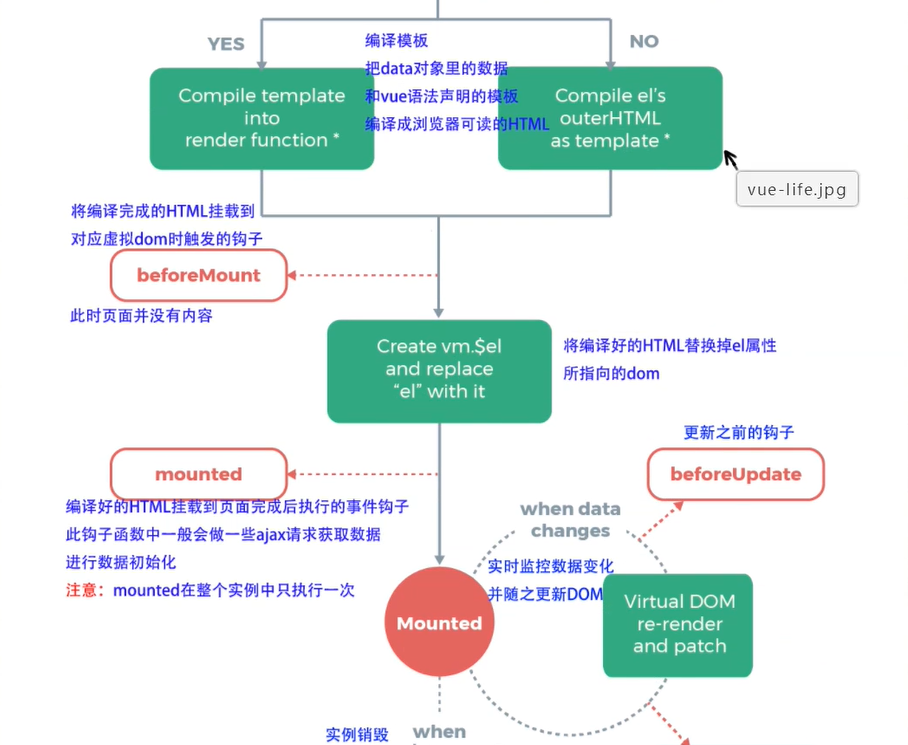 YES
NO
编译模板
把data对象里的数据
和vue语法声明的模板
编译成浏览器可读的HTML
Compile template
into
render function *
Compile el's
outerHTML
as template *
vue-life.jpg
将编译完成的HTML挂载到
对应虚拟dom时触发的钩子
beforeMount
此时页面并没有内容
Create vm.$el
and replace
“el” with it
将编译好的HTML替换掉el属性
所指向的dom
更新之前的钩子
beforeUpdate
mounted
编译好的HTML挂载到页面完成后执行的事件钩子
此钩子函数中一般会做一些ajax请求获取数据
进行数据初始化
注意：mounted在整个实例中只执行一次
when data
changes
实时监控数据变化
并随之更新DOM
Virtual DOM
re-render
and patch
Mounted
实例销毁
when